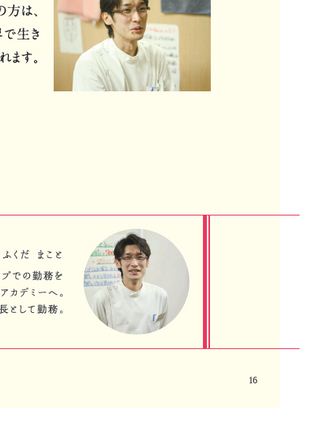 の方は、
界で生き
れます。
ふくだ まこと
プでの勤務を
アカデミーへ。
長として勤務。
16